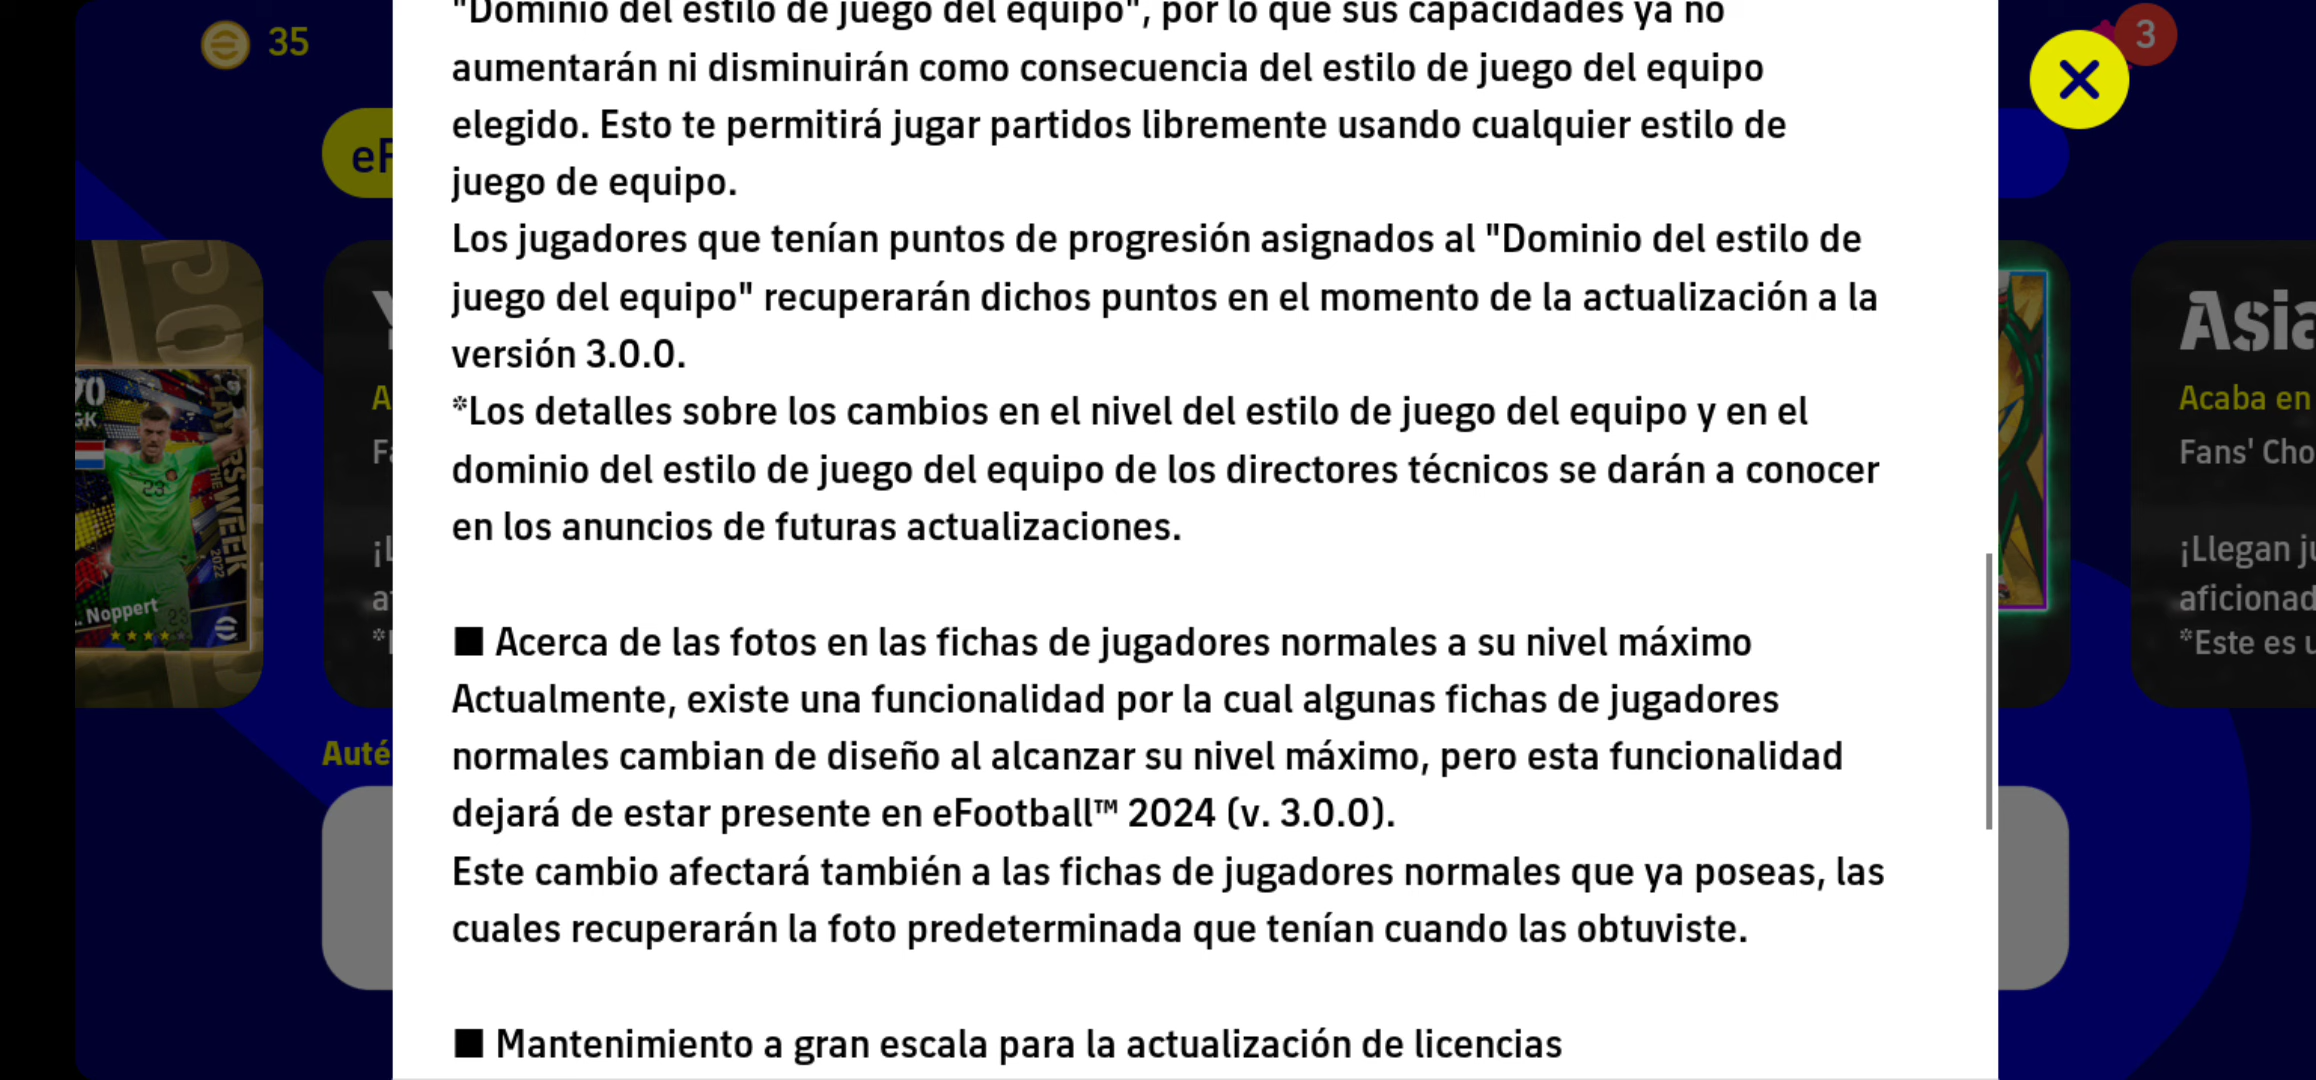 35
3
"Dominio del estilo de juego del equipo", por lo que sus capacidades ya no
aumentarán ni disminuirán como consecuencia del estilo de juego del equipo
elegido. Esto te permitirá jugar partidos libremente usando cualquier estilo de
juego de equipo.
Los jugadores que tenían puntos de progresión asignados al "Dominio del estilo de
juego del equipo" recuperarán dichos puntos en el momento de la actualización a la
versión 3.0.0.
*Los detalles sobre los cambios en el nivel del estilo de juego del equipo y en el
dominio del estilo de juego del equipo de los directores técnicos se darán a conocer
en los anuncios de futuras actualizaciones.
■ Acerca de las fotos en las fichas de jugadores normales a su nivel máximo
Actualmente, existe una funcionalidad por la cual algunas fichas de jugadores
normales cambian de diseño al alcanzar su nivel máximo, pero esta funcionalidad
dejará de estar presente en eFootball™ 2024 (v. 3.0.0).
Este cambio afectará también a las fichas de jugadores normales que ya poseas, las
cuales recuperarán la foto predeterminada que tenían cuando las obtuviste.
■ Mantenimiento a gran escala para la actualización de licencias
eF
GK
THE
2022
Noppert
23
Auté
Asia
Acaba en
Fans' Cho
¡Llegan ju
aficionad
*Este es u